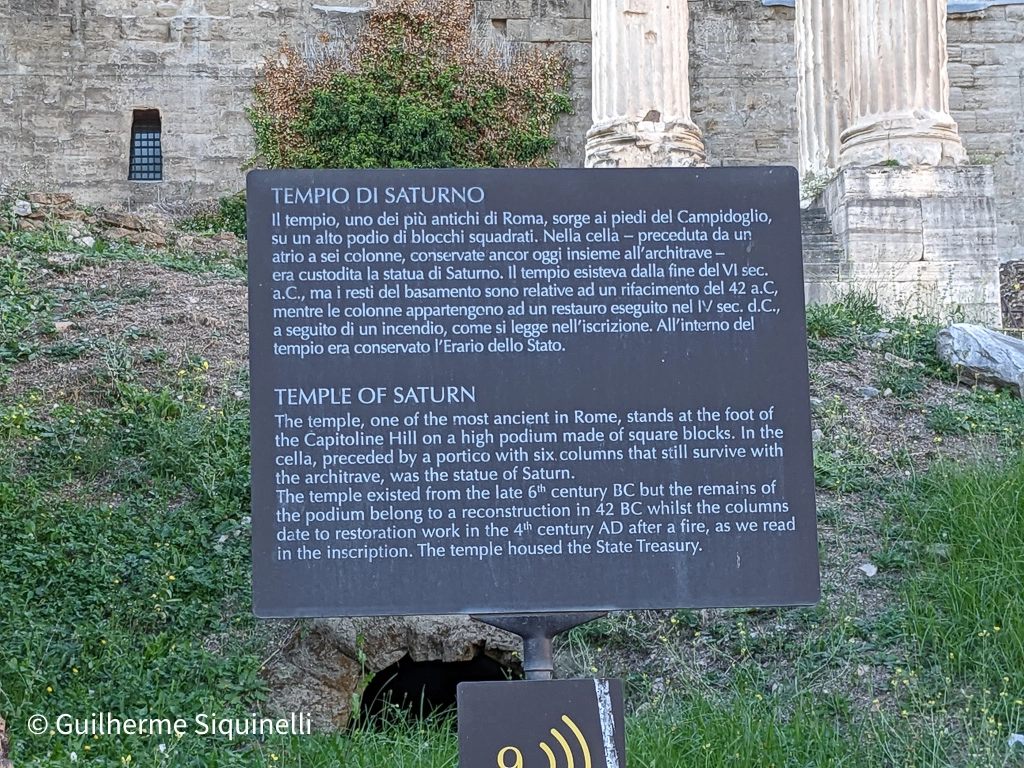 TEMPIO DI SATURNO
Il tempio, uno dei più antichi di Roma, sorge ai piedi del Campidoglio,
su un alto podio di blocchi squadrati. Nella cella – preceduta da un
atrio a sei colonne, conservate ancor oggi insieme all'architrave –
era custodita la statua di Saturno. Il tempio esisteva dalla fine del VI sec.
a.C., ma i resti del basamento sono relative ad un rifacimento del 42 a.C,
mentre le colonne appartengono ad un restauro eseguito nel IV sec. d.C.,
a seguito di un incendio, come si legge nell'iscrizione. All'interno del
tempio era conservato l'Erario dello Stato.
TEMPLE OF SATURN
The temple, one of the most ancient in Rome, stands at the foot of
the Capitoline Hill on a high podium made of square blocks. In the
cella, preceded by a portico with six columns that still survive with
the architrave, was the statue of Saturn.
The temple existed from the late 6th century BC but the remains of
the podium belong to a reconstruction in 42 BC whilst the columns
date to restoration work in the 4th century AD after a fire, as we read
in the inscription. The temple housed the State Treasury.
9
© Guilherme Siquinelli